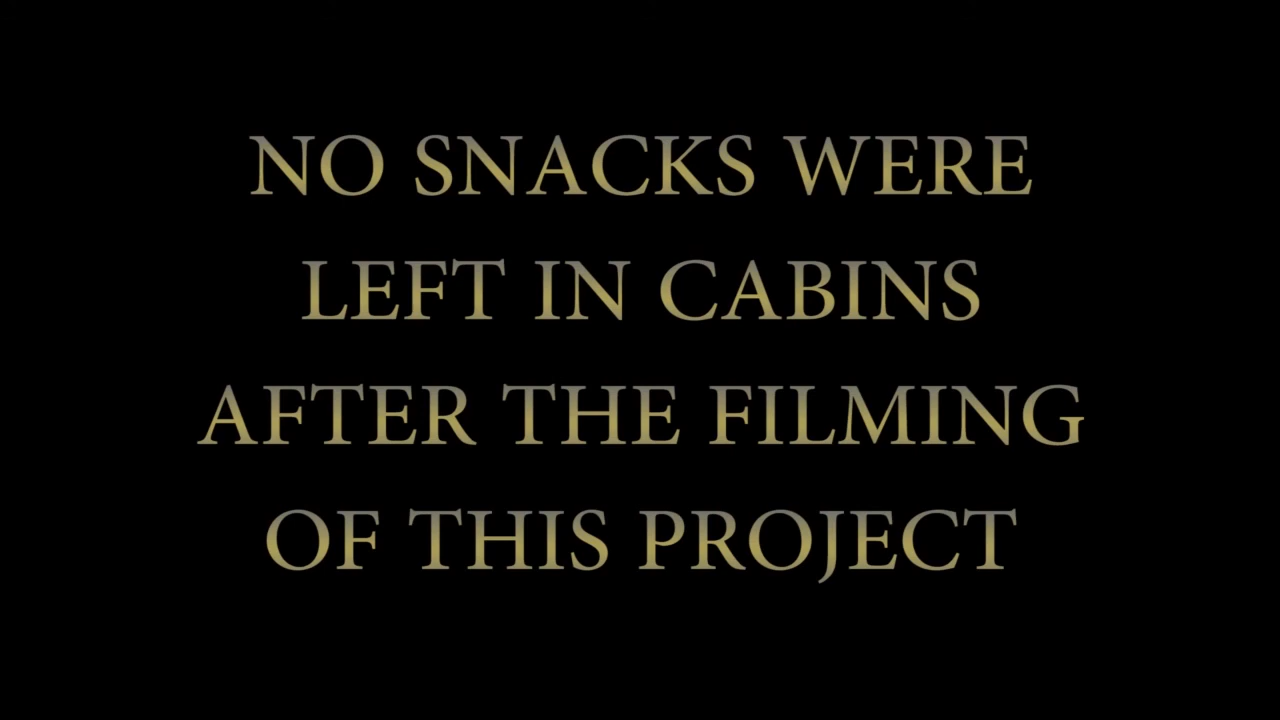 NO SNACKS WERE
LEFT IN CABINS
AFTER THE FILMING
OF THIS PROJECT